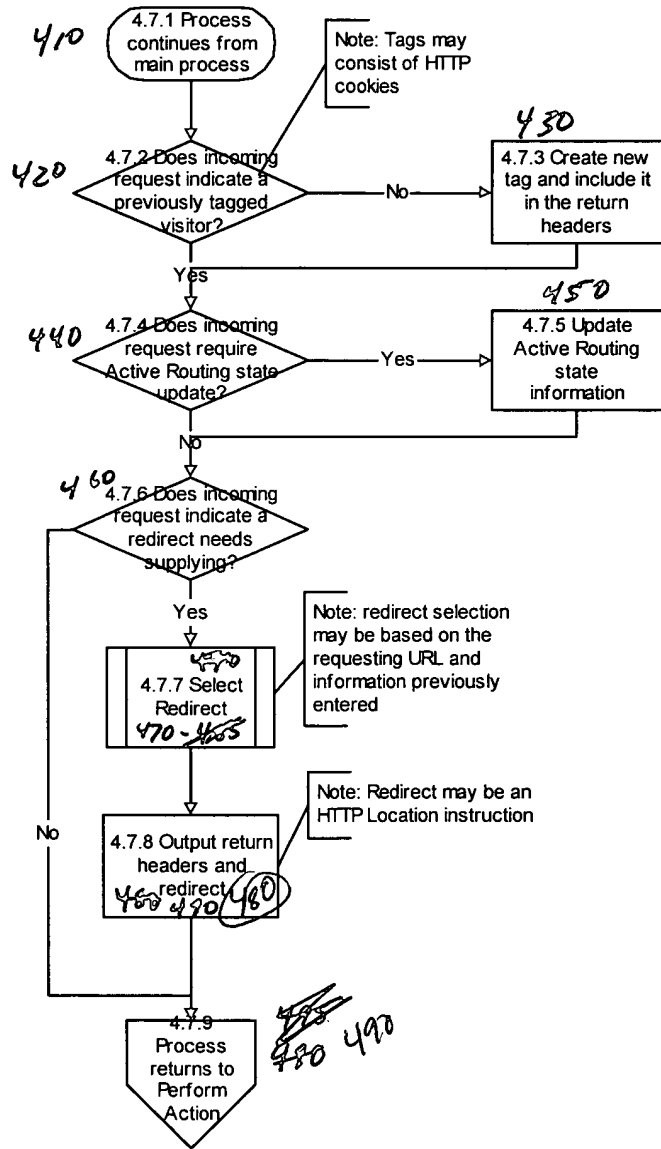 410
4.7.1 Process
continues from
main process
Note: Tags may
consist of HTTP
cookies
420
4.7.2 Does incoming
request indicate a
previously tagged
visitor?
No
430
4.7.3 Create new
tag and include it
in the return
headers
Yes
440
4.7.4 Does incoming
request require
Active Routing state
update?
Yes
450
4.7.5 Update
Active Routing
state
information
No
460
4.7.6 Does incoming
request indicate a
redirect needs
supplying?
Yes
No
4.7.7 Select
Redirect
470-
Note: redirect selection
may be based on the
requesting URL and
information previously
entered
4.7.8 Output return
headers and
redirect
480
Note: Redirect may be an
HTTP Location instruction
4.7.9
Process
returns to
Perform
Action
490